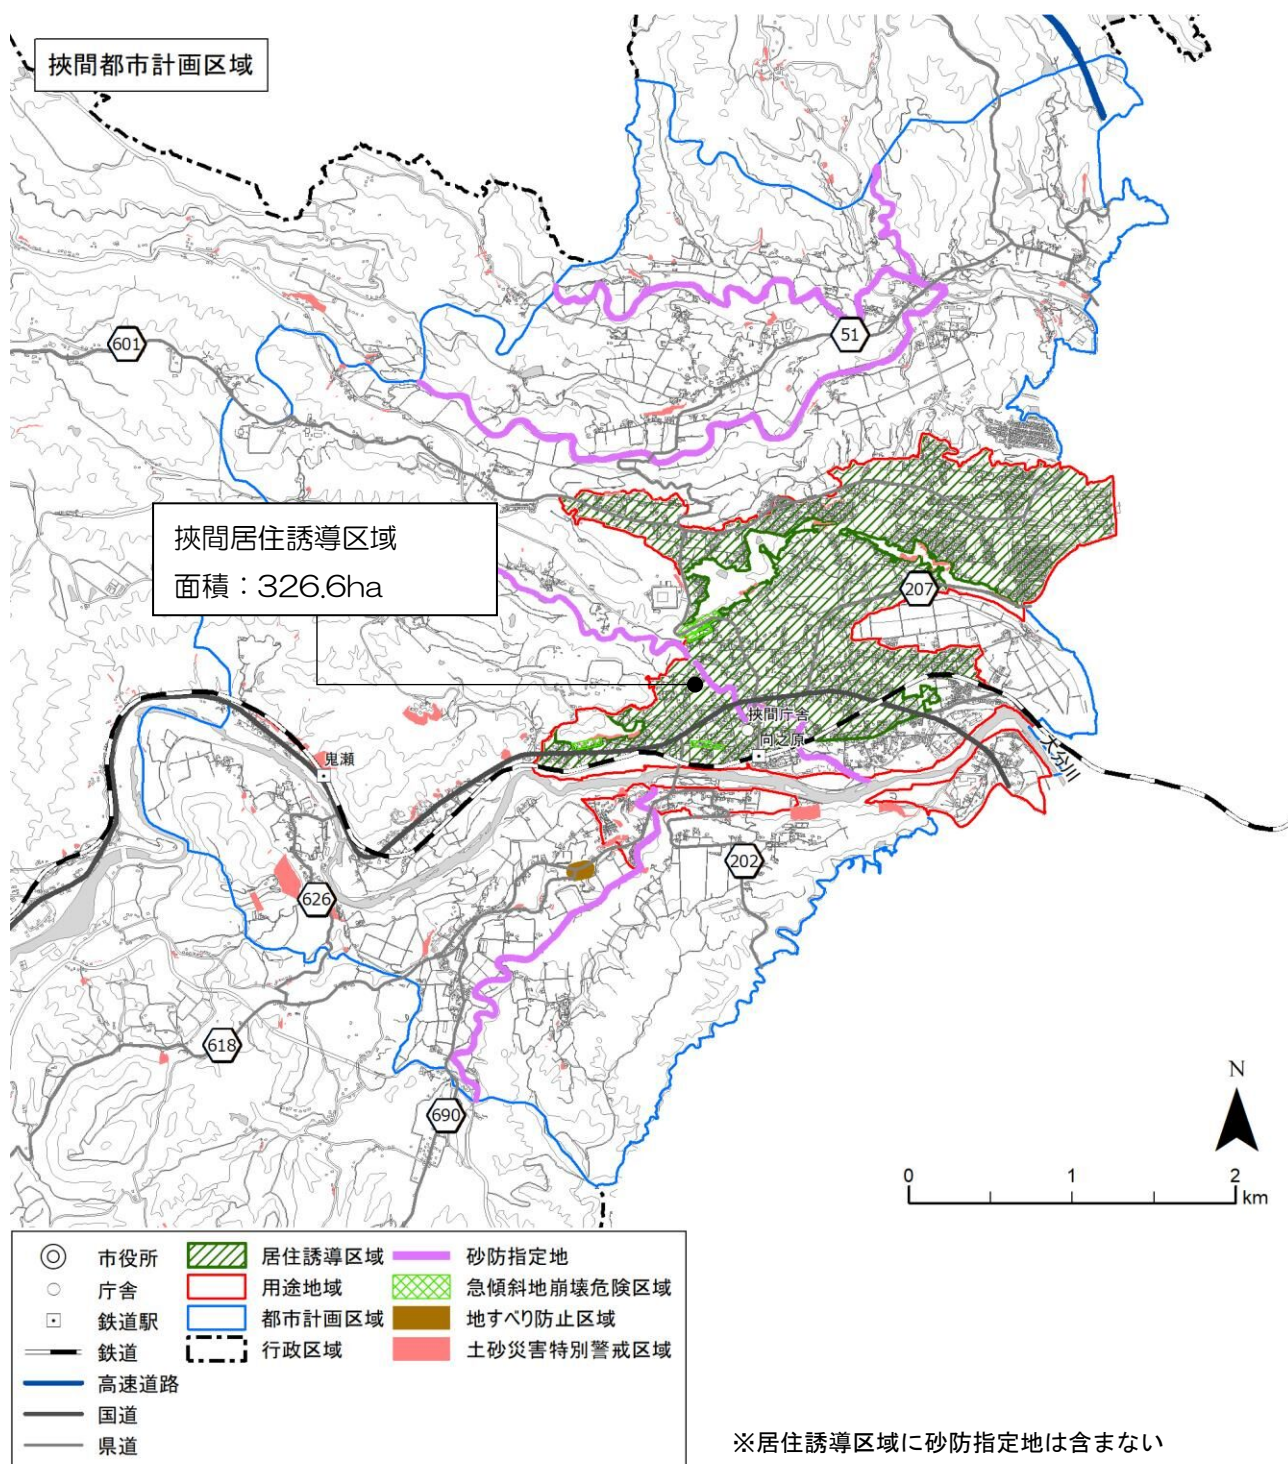 挾間都市計画区域
601
51
挾間居住誘導区域
面積：326.6ha
207
挾間庁舎
向之原
鬼瀬
大分川
202
626
618
690
N
0 1 2
km
市役所
庁舎
鉄道駅
鉄道
高速道路
国道
県道
居住誘導区域
用途地域
都市計画区域
行政区域
砂防指定地
急傾斜地崩壊危険区域
地すべり防止区域
土砂災害特別警戒区域
※居住誘導区域に砂防指定地は含まない